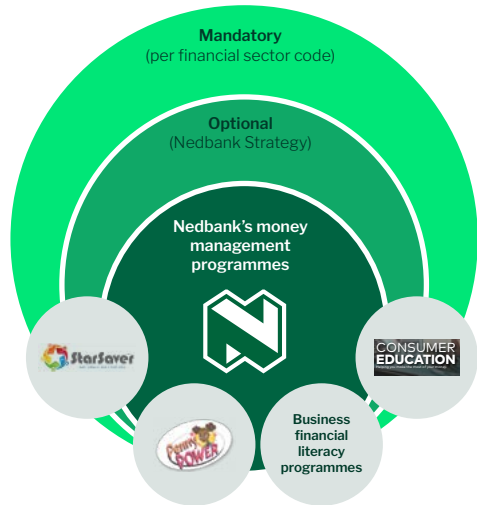 Mandatory
(per financial sector code)
Optional
(Nedbank Strategy)
Nedbank's money
management
programmes
StarSaver
CONSUMER
EDUCATION
Penny
POWER
Business
financial
literacy
programmes